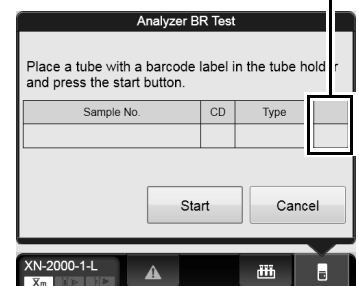 Analyzer BR Test
Place a tube with a barcode label in the tube holder
and press the start button.
Sample No. CD Type
Start Cancel
XN-2000-1-L
Xm